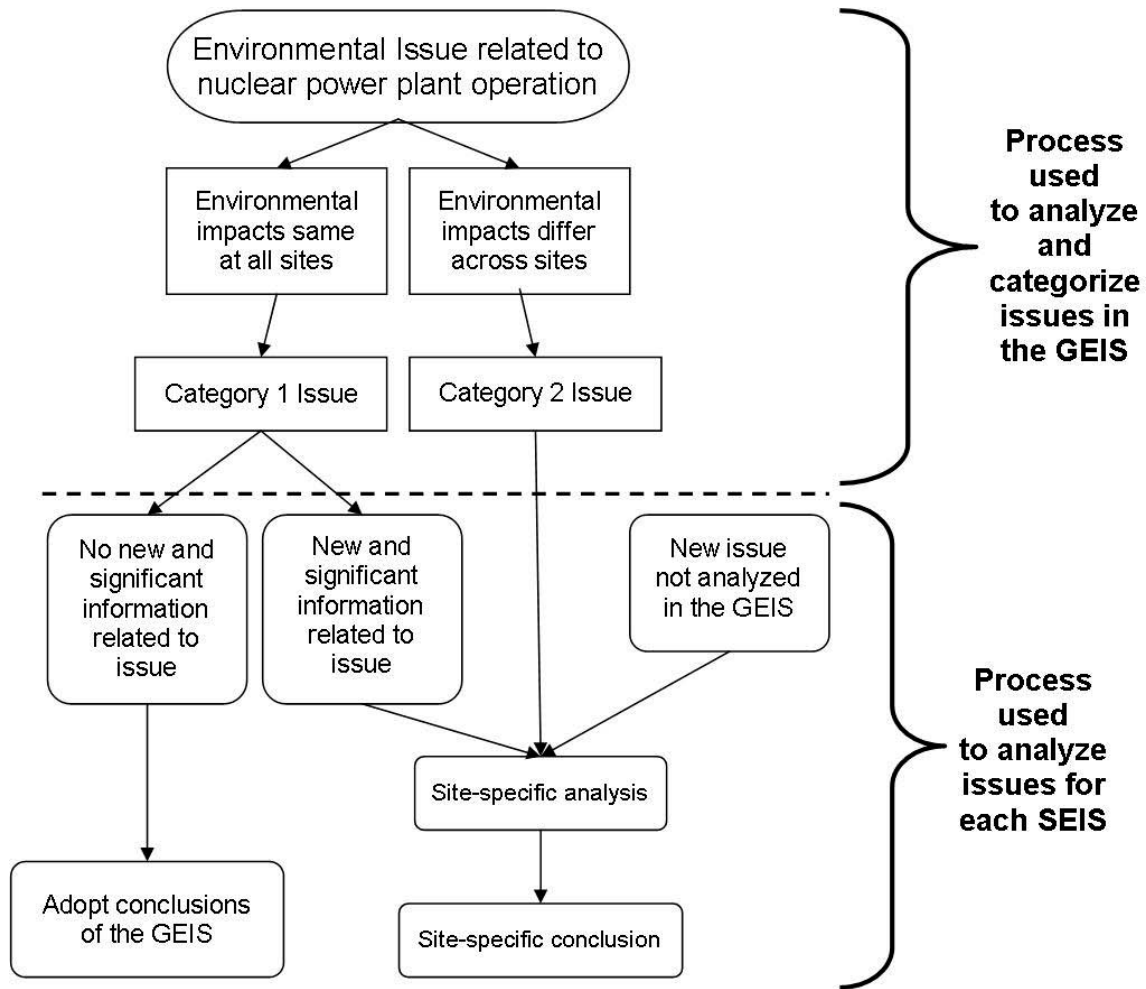 Environmental Issue related to
nuclear power plant operation
Environmental
impacts same
at all sites
Environmental
impacts differ
across sites
Category 1 Issue
Category 2 Issue
Process
used
to analyze
and
categorize
issues in
the GEIS
No new and
significant
information
related to
issue
New and
significant
information
related to
issue
New issue
not analyzed
in the GEIS
Site-specific analysis
Adopt conclusions
of the GEIS
Site-specific conclusion
Process
used
to analyze
issues for
each SEIS